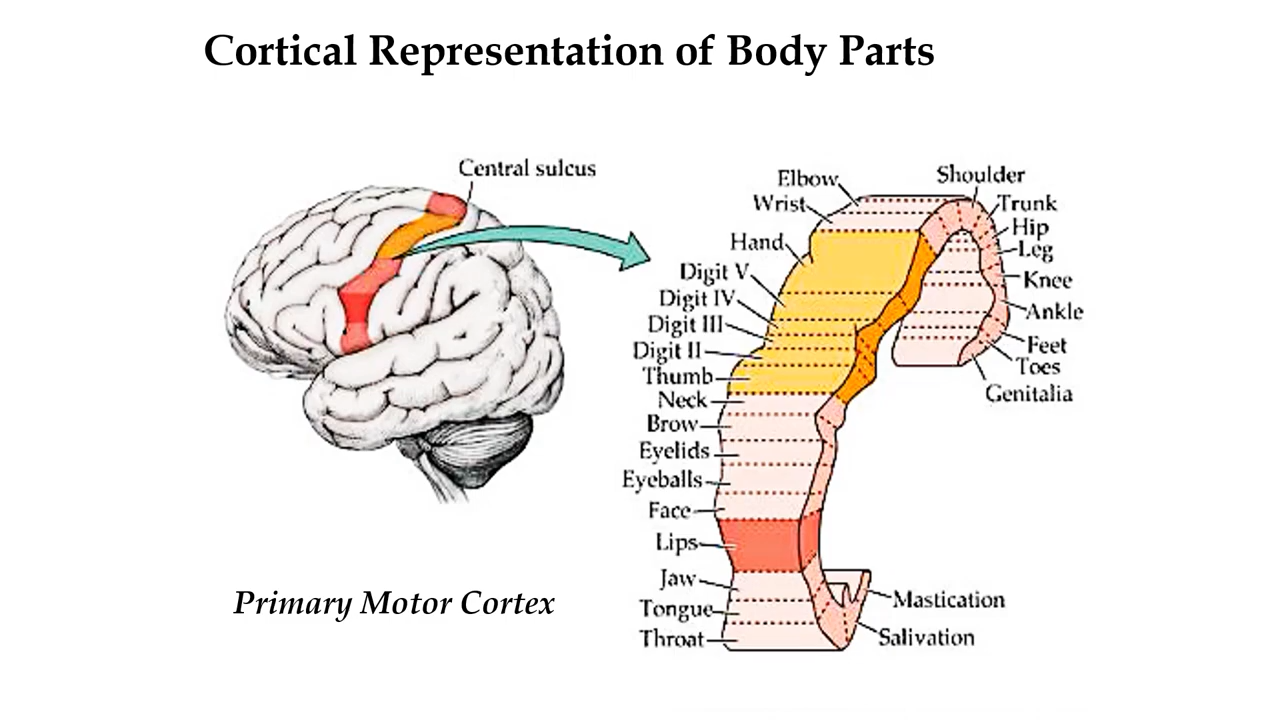 Cortical Representation of Body Parts
Central sulcus
Primary Motor Cortex
Elbow
Wrist
Hand
Digit V
Digit IV
Digit III
Digit II
Thumb
Neck
Brow
Eyelids
Eyeballs
Face
Lips
Jaw
Tongue
Throat
Shoulder
Trunk
Hip
Leg
Knee
Ankle
Feet
Toes
Genitalia
Mastication
Salivation